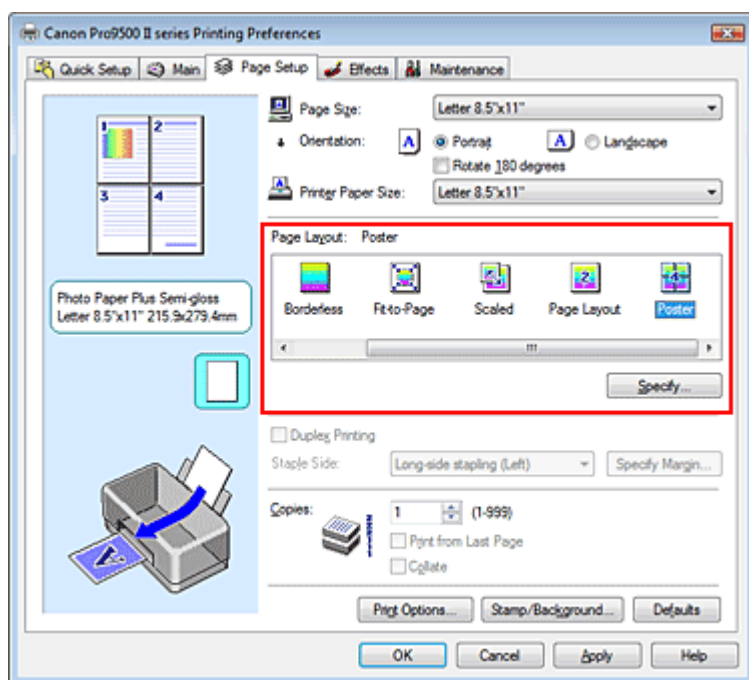 Canon Pro9500 II series Printing Preferences
Quick Setup Main Page Setup Effects Maintenance
1 2
3 4
Photo Paper Plus Semi-gloss
Letter 8.5"x11" 215.9x279.4mm
Page Size: Letter 8.5"x11"
Orientation: A Portrait A Landscape
Rotate 180 degrees
Printer Paper Size: Letter 8.5"x11"
Page Layout: Poster
Borderless Fit-to-Page Scaled Page Layout Poster
Specify...
Duplex Printing
Staple Side: Long-side stapling (Left) Specify Margin...
Copies: 1 (1-999)
Print from Last Page
Collate
Print Options... Stamp/Background... Defaults
OK Cancel Apply Help